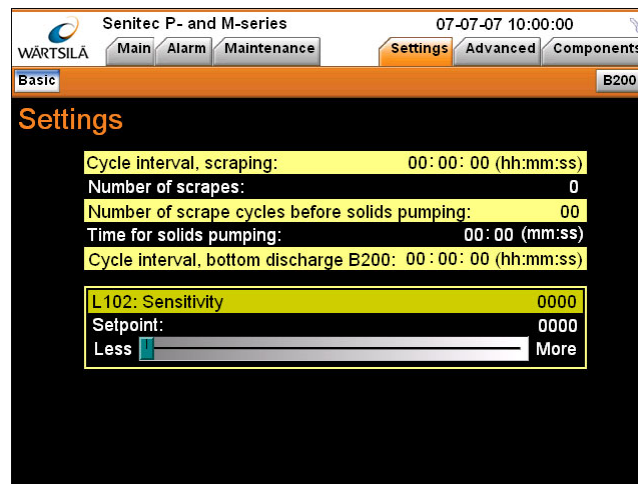 Senitec P- and M-series 07-07-07 10:00:00
WÄRTSILÄ Main Alarm Maintenance Settings Advanced Components
Basic B200
Settings
Cycle interval, scraping: 00:00:00 (hh:mm:ss)
Number of scrapes: 0
Number of scrape cycles before solids pumping: 00
Time for solids pumping: 00:00 (mm:ss)
Cycle interval, bottom discharge B200: 00:00:00 (hh:mm:ss)
L102: Sensitivity 0000
Setpoint: 0000
Less More